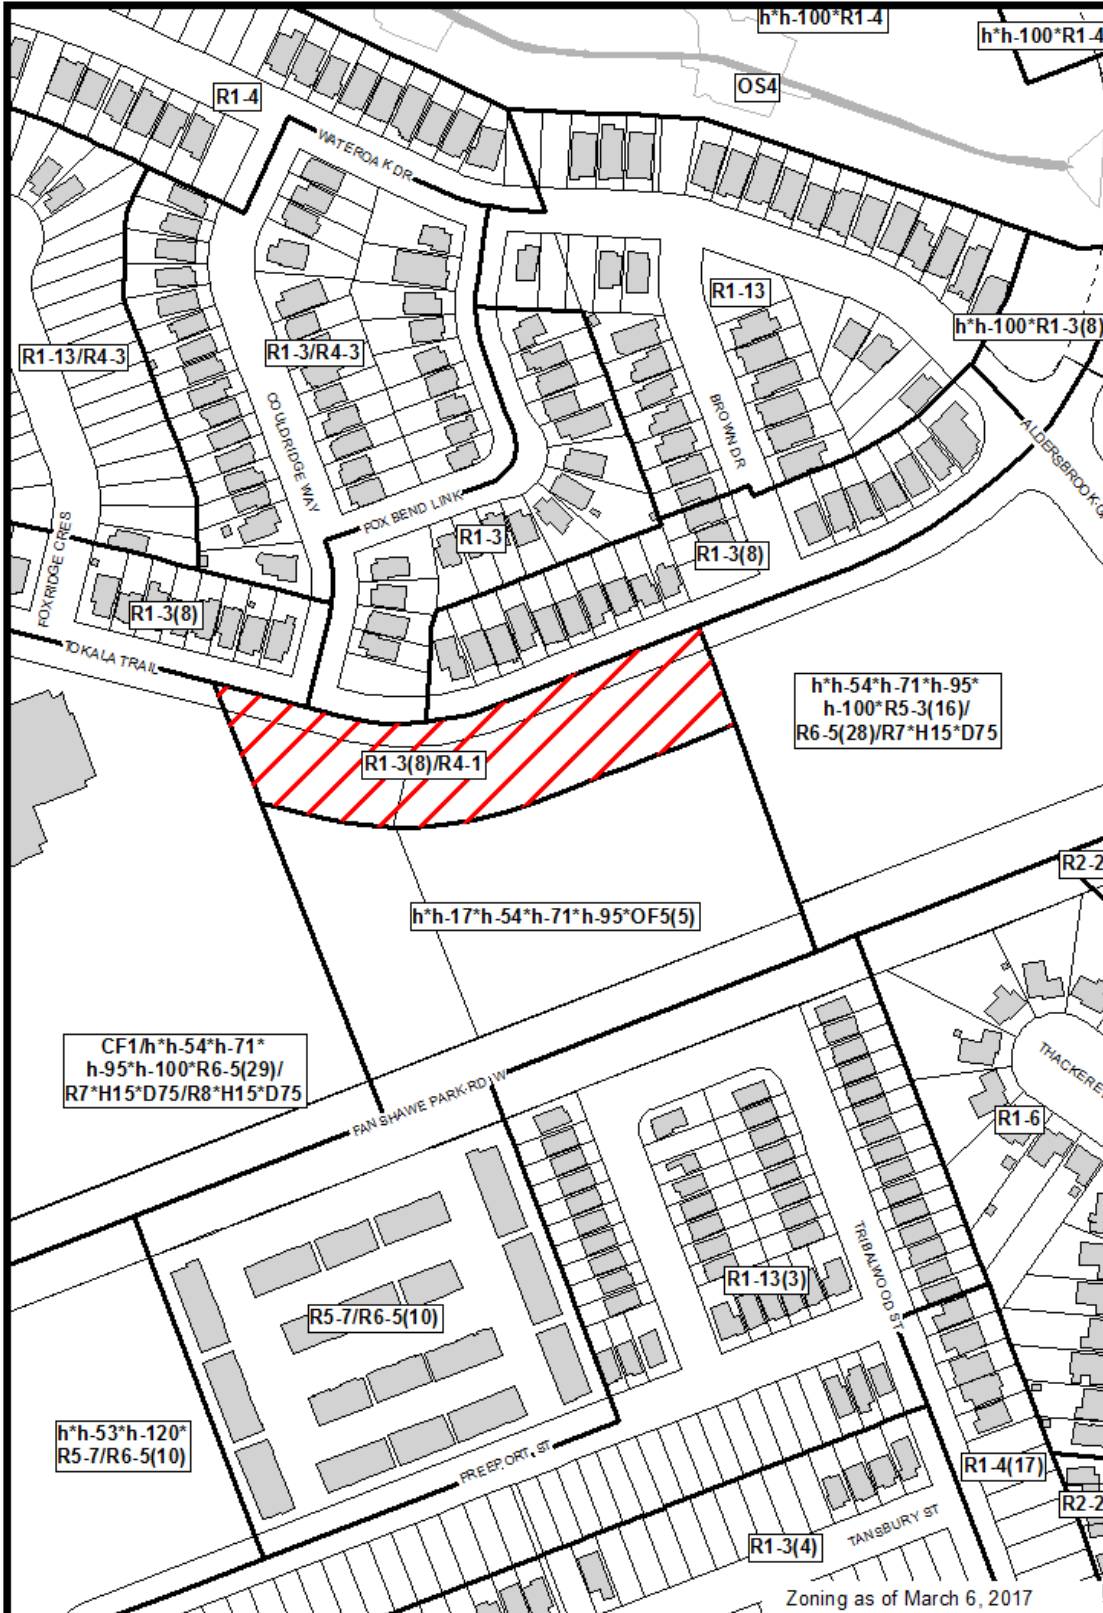 h*h-100*R1-4
h*h-100*R1-4
OS4
R1-4
WATEROAK DR
R1-13
h*h-100*R1-3(8)
R1-13/R4-3
R1-3/R4-3
COULDRIDGE WAY
BROWN DR
ALDERSBROOK G
FOX BEND LINK
R1-3
FOXRIDGE CRES
R1-3(8)
R1-3(8)
TOKALA TRAIL
h*h-54*h-71*h-95*
h-100*R5-3(16)/
R6-5(28)/R7*H15*D75
R1-3(8)/R4-1
R2-2
h*h-17*h-54*h-71*h-95*OF5(5)
CF1/h*h-54*h-71*
h-95*h-100*R6-5(29)/
R7*H15*D75/R8*H15*D75
FANSHAWE PARK RD W
THACKERE
R1-6
TRIBALWOOD ST
R1-13(3)
R5-7/R6-5(10)
h*h-53*h-120*
R5-7/R6-5(10)
FREEPORT ST
R1-4(17)
R2-2
TANSBURY ST
R1-3(4)
Zoning as of March 6, 2017